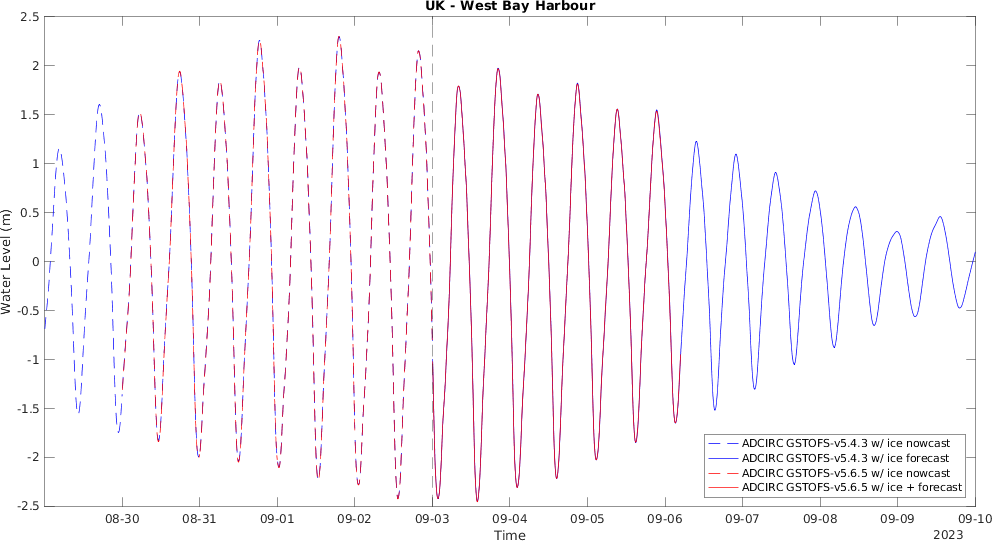 UK - West Bay Harbour
2.5
2
1.5
1
0.5
0
-0.5
-1
-1.5
-2
-2.5
Water Level (m)
08-30 08-31 09-01 09-02 09-03 09-04 09-05 09-06 09-07 09-08 09-09 09-10
Time
2023
ADCIRC GSTOFS-v5.4.3 w/ ice nowcast
ADCIRC GSTOFS-v5.4.3 w/ ice forecast
ADCIRC GSTOFS-v5.6.5 w/ ice nowcast
ADCIRC GSTOFS-v5.6.5 w/ ice + forecast